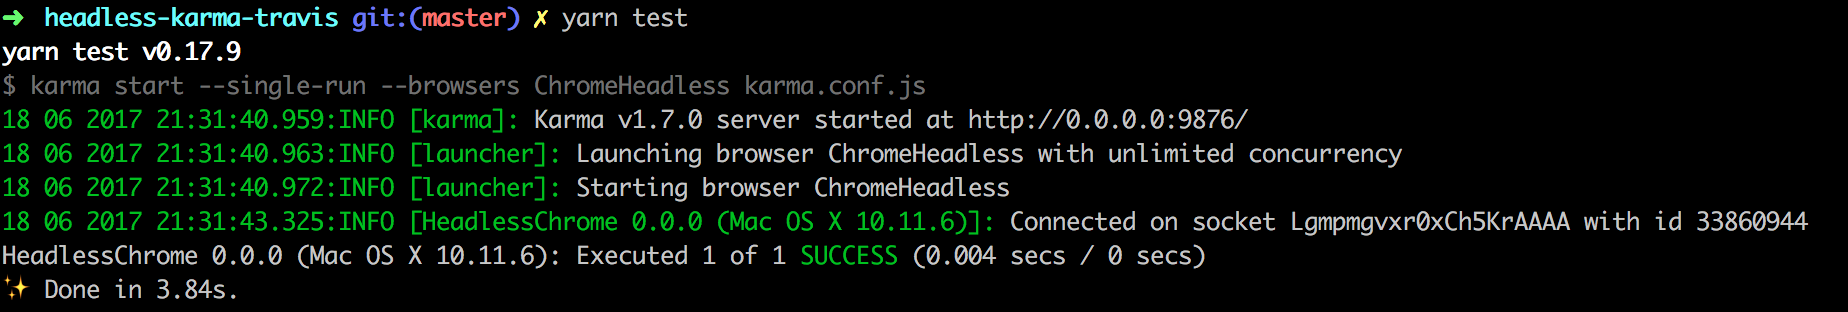 ➜ headless-karma-travis git:(master) ✗ yarn test
yarn test v0.17.9
$ karma start --single-run --browsers ChromeHeadless karma.conf.js
18 06 2017 21:31:40.959:INFO [karma]: Karma v1.7.0 server started at http://0.0.0.0:9876/
18 06 2017 21:31:40.963:INFO [launcher]: Launching browser ChromeHeadless with unlimited concurrency
18 06 2017 21:31:40.972:INFO [launcher]: Starting browser ChromeHeadless
18 06 2017 21:31:43.325:INFO [HeadlessChrome 0.0.0 (Mac OS X 10.11.6)]: Connected on socket Lgmpmgvxr0xCh5KrAAAA with id 33860944
HeadlessChrome 0.0.0 (Mac OS X 10.11.6): Executed 1 of 1 SUCCESS (0.004 secs / 0 secs)
✨ Done in 3.84s.